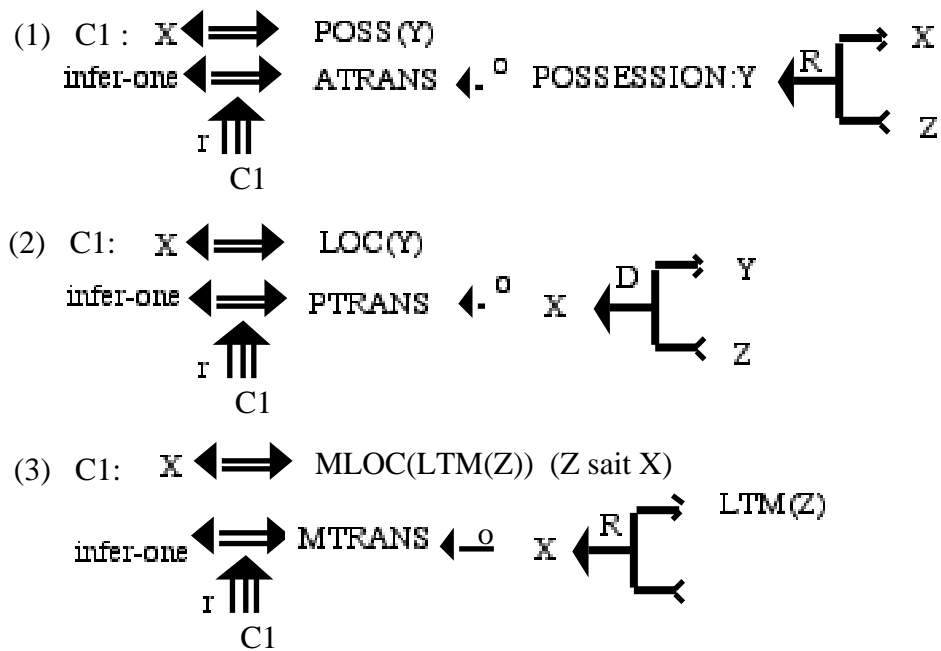 (1) C1 : X POSS(Y)
infer-one ATRANS o POSSESSION:Y R X
Z
r
C1
(2) C1: X LOC(Y)
infer-one PTRANS o X D Y
Z
r
C1
(3) C1: X MLOC(LTM(Z)) (Z sait X)
LTM(Z)
infer-one MTRANS o X R
r
C1